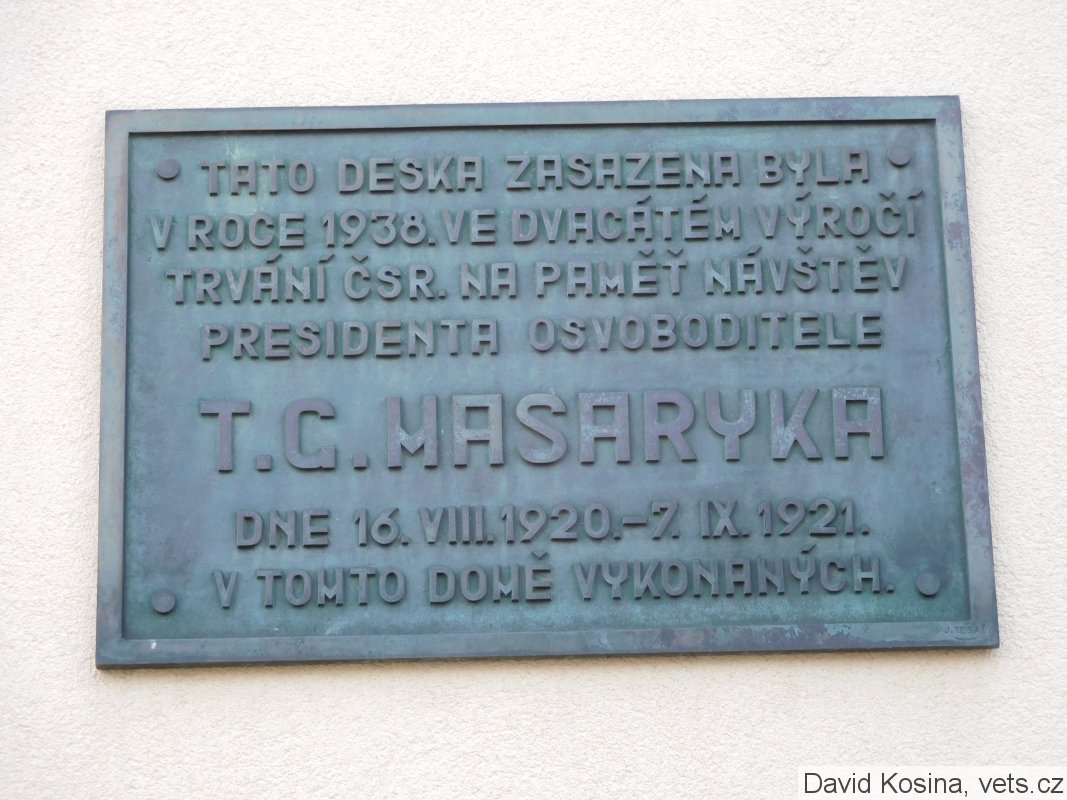 TATO DESKA ZASAZENA BYLA
V ROCE 1938. VE DVACÁTÉM VÝROČÍ
TRVÁNÍ ČSR. NA PAMĚŤ NÁVŠTĚV
PRESIDENTA OSVOBODITELE
T. G. MASARYKA
DNE 16. VIII. 1920. – 7. IX. 1921.
V TOMTO DOMĚ VYKONANÝCH.
David Kosina, vets.cz